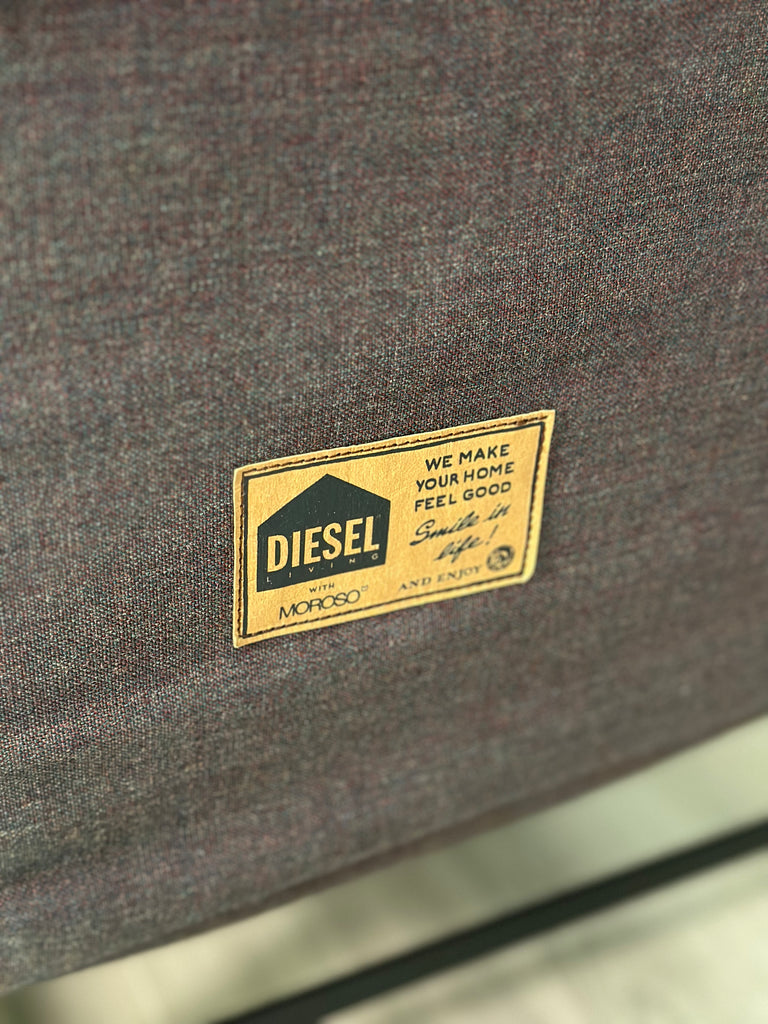 DIESEL
LIVING
WITH
MOROSO
WE MAKE
YOUR HOME
FEEL GOOD
Smile in
life!
AND ENJOY